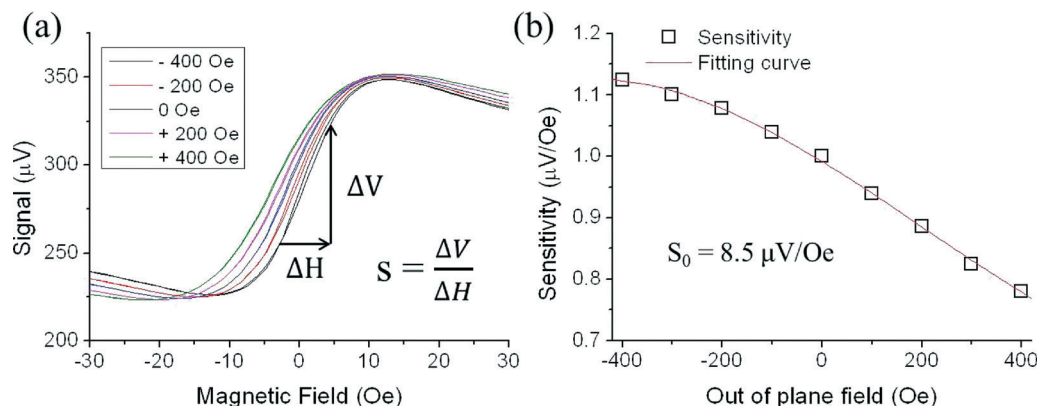 (a)
- 400 Oe
- 200 Oe
0 Oe
+ 200 Oe
+ 400 Oe
350
300
250
200
Signal (μV)
ΔV
ΔH
S = ΔV/ΔH
-30 -20 -10 0 10 20 30
Magnetic Field (Oe)
(b)
Sensitivity
Fitting curve
1.2
1.1
1.0
0.9
0.8
0.7
Sensitivity (μV/Oe)
S₀ = 8.5 μV/Oe
-400 -200 0 200 400
Out of plane field (Oe)